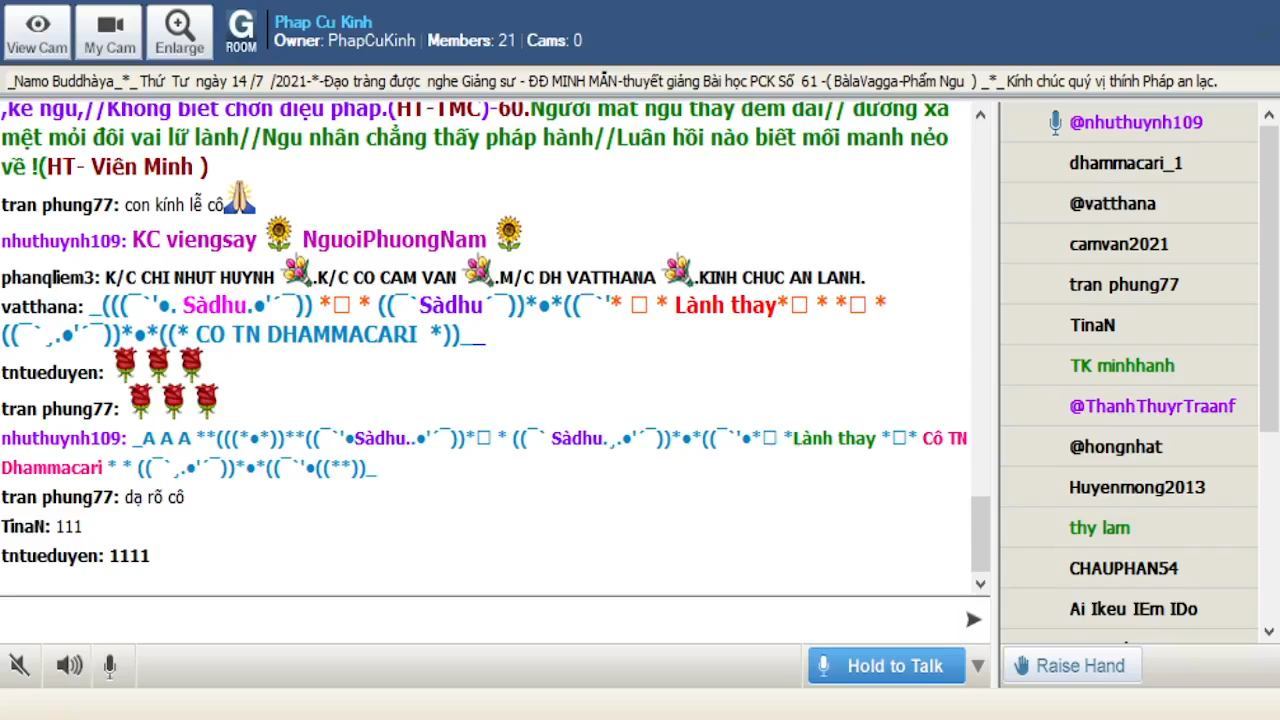 View Cam
My Cam
Enlarge
G
ROOM
Phap Cu Kinh
Owner: PhapCuKinh | Members: 21 | Cams: 0
_Namo Buddhàya_*_ Thứ Tư ngày 14 /7 /2021-*-Đạo tràng được nghe Giảng sư - ĐĐ MINH MẪN-thuyết giảng Bài học PCK Số 61 -( BàlaVagga-Phẩm Ngu ) _*_ Kính chúc quý vị thính Pháp an lạc.
,kẻ ngu,//Không biết chơn diệu pháp.(HT-TMC)-60.Người mất ngủ thấy đêm dài// đường xa
mệt mỏi đôi vai lữ lành//Ngu nhân chẳng thấy pháp hành//Luân hồi nào biết mối manh nẻo
về !(HT- Viên Minh )
tran phung77: con kính lễ cô
nhuthuynh109: KC viengsay NguoiPhuongNam
phanqliem3: K/C CHI NHUT HUYNH .K/C CO CAM VAN .M/C DH VATTHANA .KINH CHUC AN LANH.
vatthana: _(((¯`'●. Sàdhu.●'´¯)) *□ * ((¯`Sàdhu´¯))*●*((¯`'* □ * Lành thay*□ * *□ *
((¯`¸.●'´¯))*●*((* CO TN DHAMMACARI *))__
tntueduyen:
tran phung77:
nhuthuynh109: _A A A **(((*●*))**((¯`'●Sàdhu..●'´¯))*□ * ((¯` Sàdhu.¸.●'´¯))*●*((¯`'●*□ *Lành thay *□* Cô TN
Dhammacari * * ((¯`¸.●'´¯))*●*((¯`'●((**))_
tran phung77: dạ rõ cô
TinaN: 111
tntueduyen: 1111
Hold to Talk
@nhuthuynh109
dhammacari_1
@vatthana
camvan2021
tran phung77
TinaN
TK minhhanh
@ThanhThuyrTraanf
@hongnhat
Huyenmong2013
thy lam
CHAUPHAN54
Ai Ikeu IEm IDo
Raise Hand